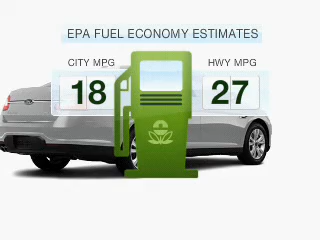 EPA FUEL ECONOMY ESTIMATES
CITY MPG
HWY MPG
18
27